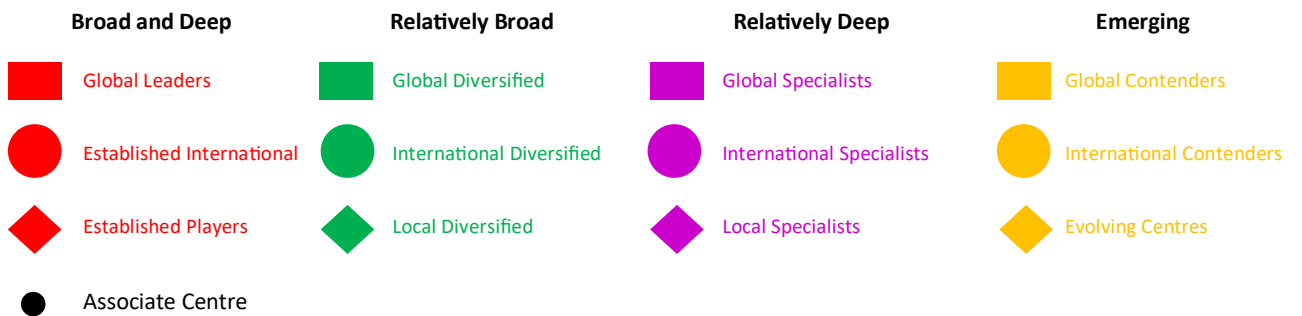 Broad and Deep Relatively Broad Relatively Deep Emerging
Global Leaders Global Diversified Global Specialists Global Contenders
Established International International Diversified International Specialists International Contenders
Established Players Local Diversified Local Specialists Evolving Centres
Associate Centre